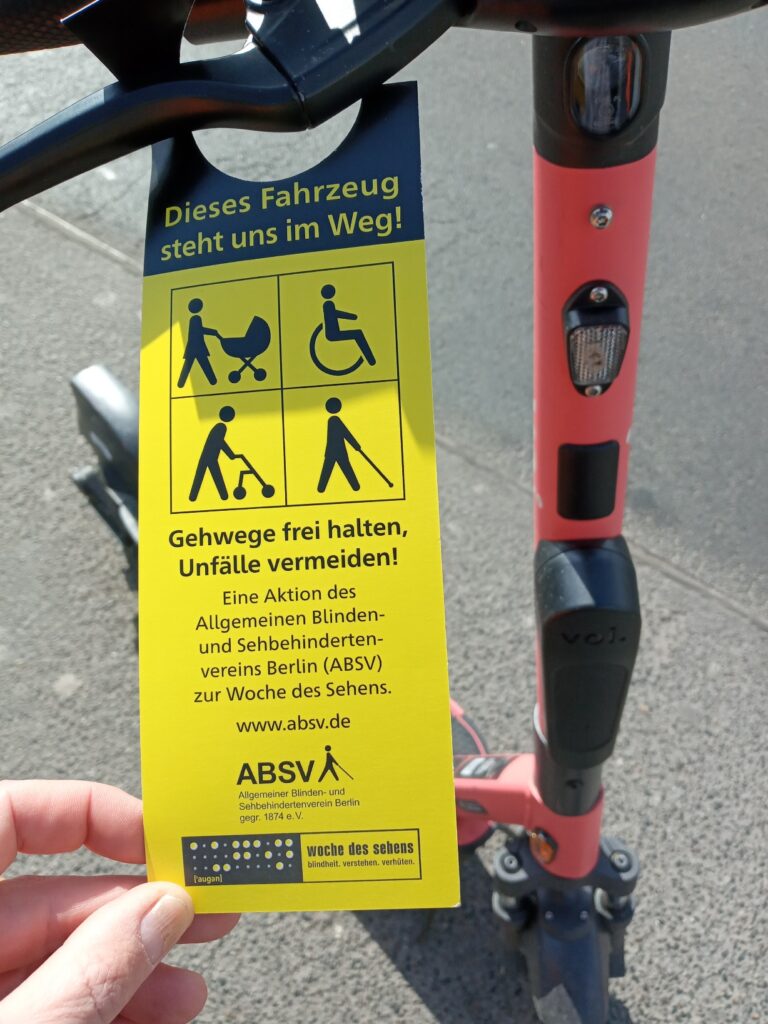 Dieses Fahrzeug
steht uns im Weg!
Gehwege frei halten,
Unfälle vermeiden!
Eine Aktion des
Allgemeinen Blinden-
und Sehbehinderten-
vereins Berlin (ABSV)
zur Woche des Sehens.
www.absv.de
ABSV
Allgemeiner Blinden- und
Sehbehindertenverein Berlin
gegr. 1874 e. V.
woche des sehens
blindheit. verstehen. verhüten.
['augan]
voi.